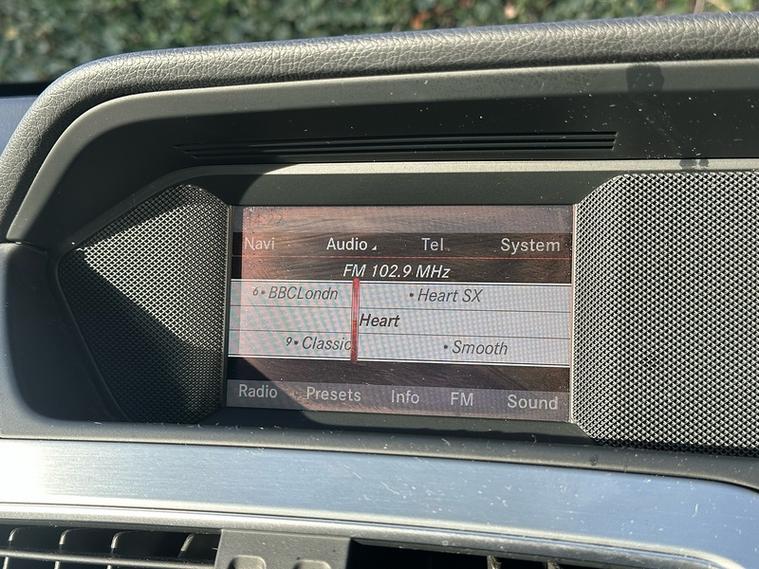 Navi Audio Tel System
FM 102.9 MHz
6 • BBCLondn • Heart SX
Heart
9 • Classic • Smooth
Radio Presets Info FM Sound